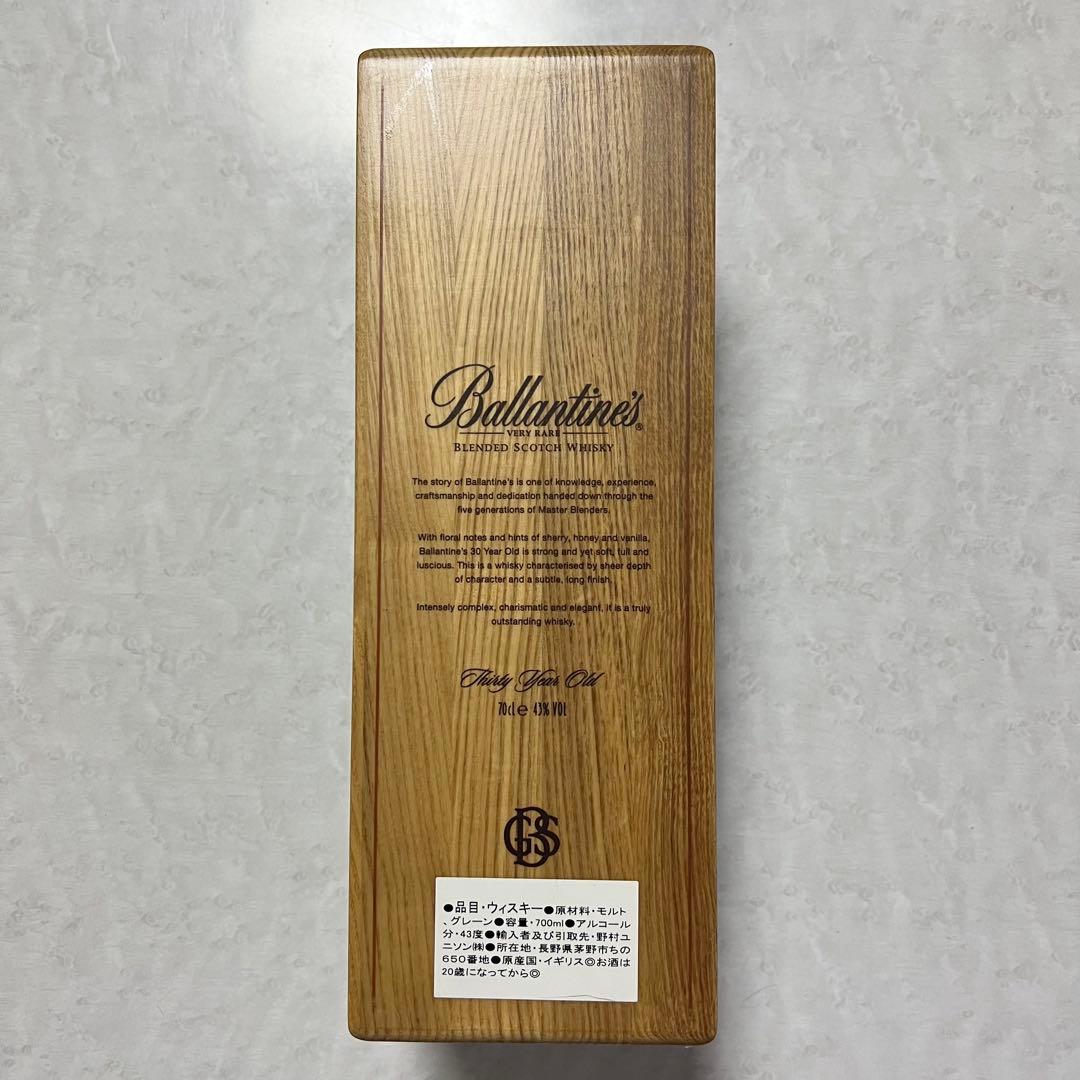 Ballantine's®
VERY RARE
BLENDED SCOTCH WHISKY
The story of Ballantine's is one of knowledge, experience,
craftsmanship and dedication handed down through the
five generations of Master Blenders.
With floral notes and hints of sherry, honey and vanilla,
Ballantine's 30 Year Old is strong and yet soft, full and
luscious. This is a whisky characterised by sheer depth
of character and a subtle, long finish.
Intensely complex, charismatic and elegant, it is a truly
outstanding whisky.
Thirty Year Old
70cl e 43% VOL
GBS
●品目・ウィスキー●原材料・モルト
、グレーン●容量・700ml●アルコール
分・43度●輸入者及び引取先・野村ユ
ニソン㈱●所在地・長野県茅野市ちの
650番地●原産国・イギリス◎お酒は
20歳になってから◎